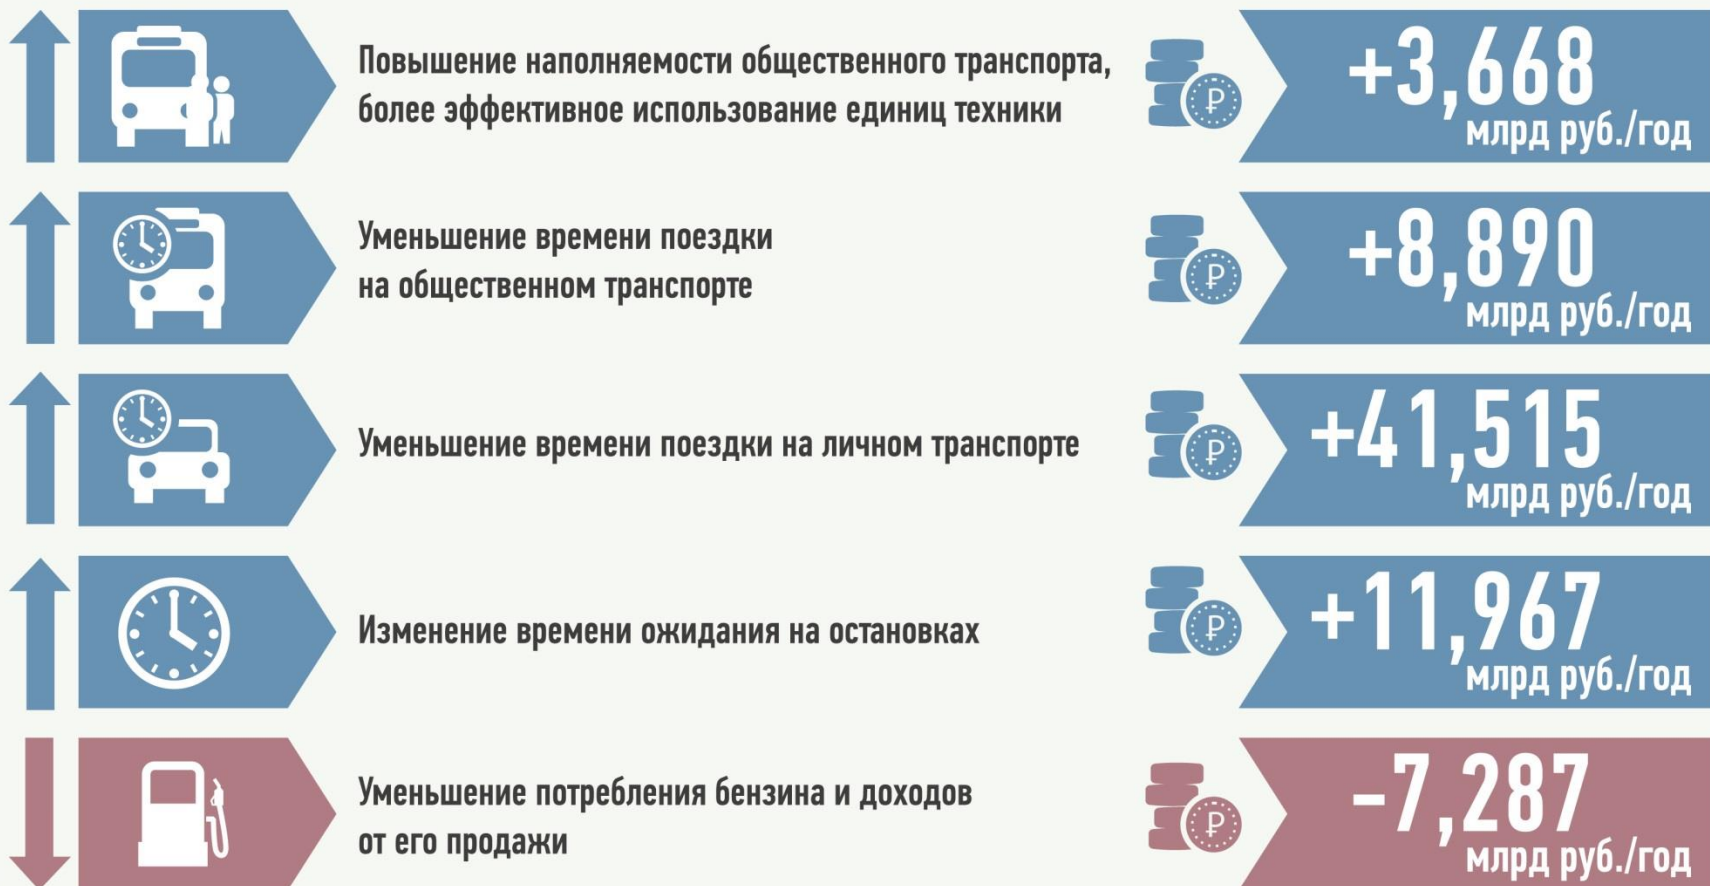 Повышение наполняемости общественного транспорта,
более эффективное использование единиц техники
₽
+3,668
млрд руб./год
Уменьшение времени поездки
на общественном транспорте
₽
+8,890
млрд руб./год
Уменьшение времени поездки на личном транспорте
₽
+41,515
млрд руб./год
Изменение времени ожидания на остановках
₽
+11,967
млрд руб./год
Уменьшение потребления бензина и доходов
от его продажи
₽
-7,287
млрд руб./год